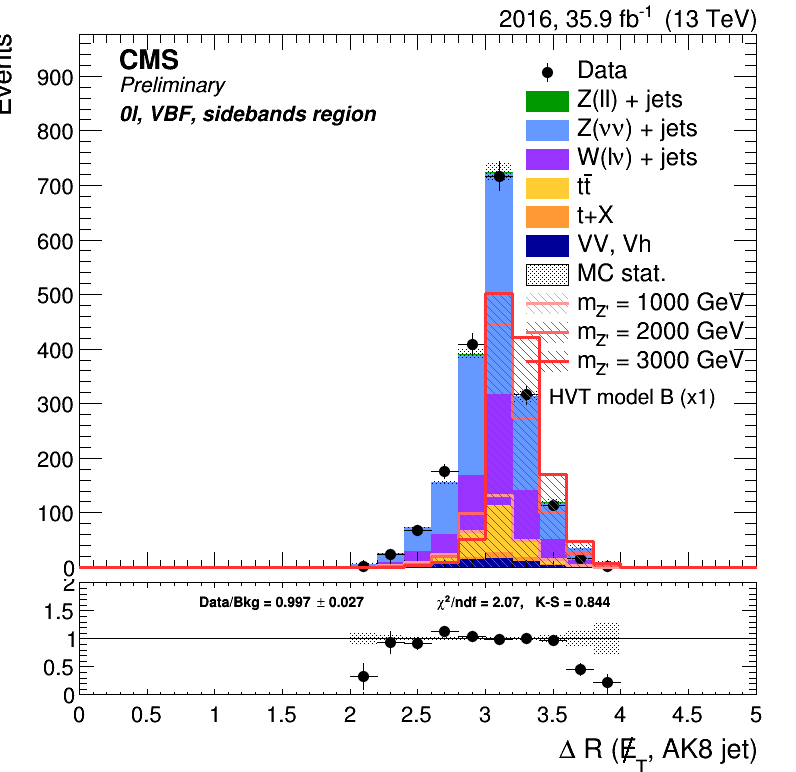 2016, 35.9 fb⁻¹ (13 TeV)
Events
CMS
Preliminary
0l, VBF, sidebands region
Data
Z(ll) + jets
Z(νν) + jets
W(lν) + jets
tt̄
t+X
VV, Vh
MC stat.
m_Z' = 1000 GeV
m_Z' = 2000 GeV
m_Z' = 3000 GeV
HVT model B (x1)
900
800
700
600
500
400
300
200
100
0
Data/Bkg = 0.997 ± 0.027
χ²/ndf = 2.07, K-S = 0.844
2
1.5
1
0.5
0
0 0.5 1 1.5 2 2.5 3 3.5 4 4.5 5
Δ R (E̸_T, AK8 jet)